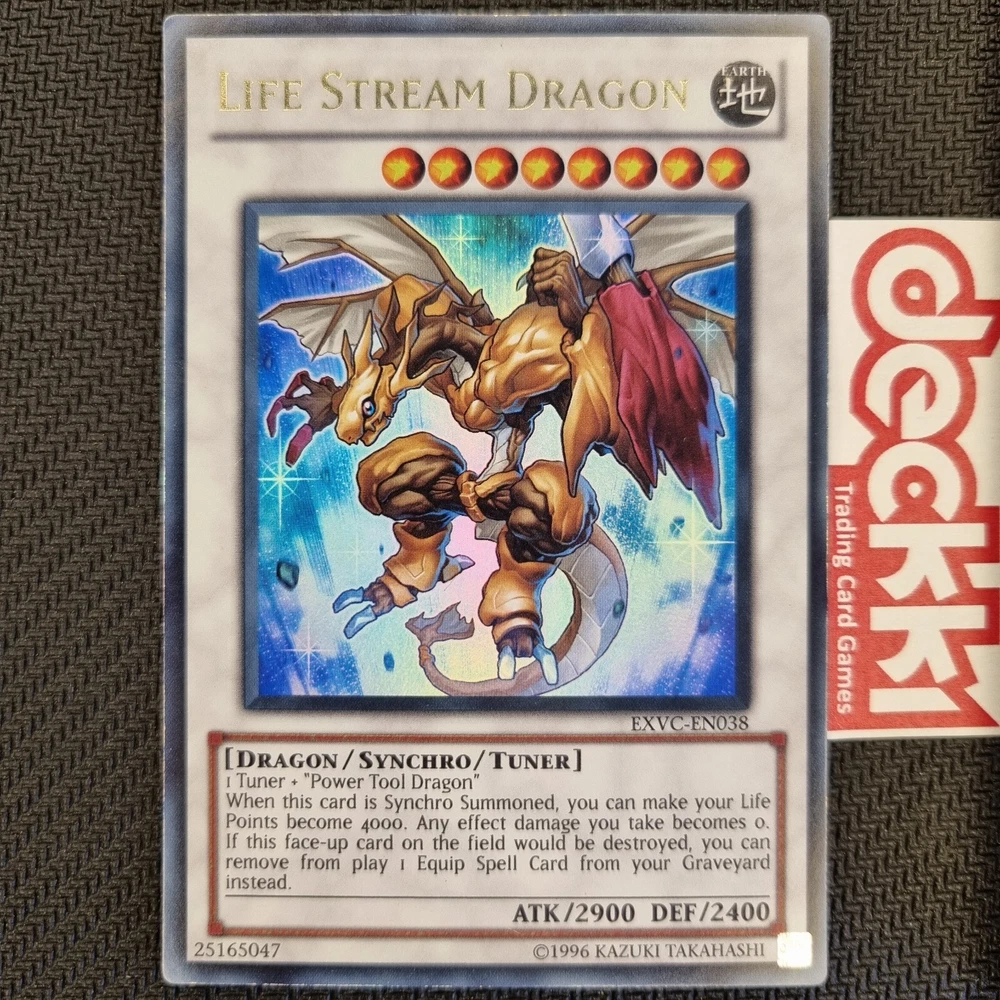 LIFE STREAM DRAGON
EARTH
地
EXVC-EN038
[DRAGON/SYNCHRO/TUNER]
1 Tuner + "Power Tool Dragon"
When this card is Synchro Summoned, you can make your Life
Points become 4000. Any effect damage you take becomes 0.
If this face-up card on the field would be destroyed, you can
remove from play 1 Equip Spell Card from your Graveyard
instead.
ATK/2900 DEF/2400
25165047
©1996 KAZUKI TAKAHASHI
dekki
Trading Card Games